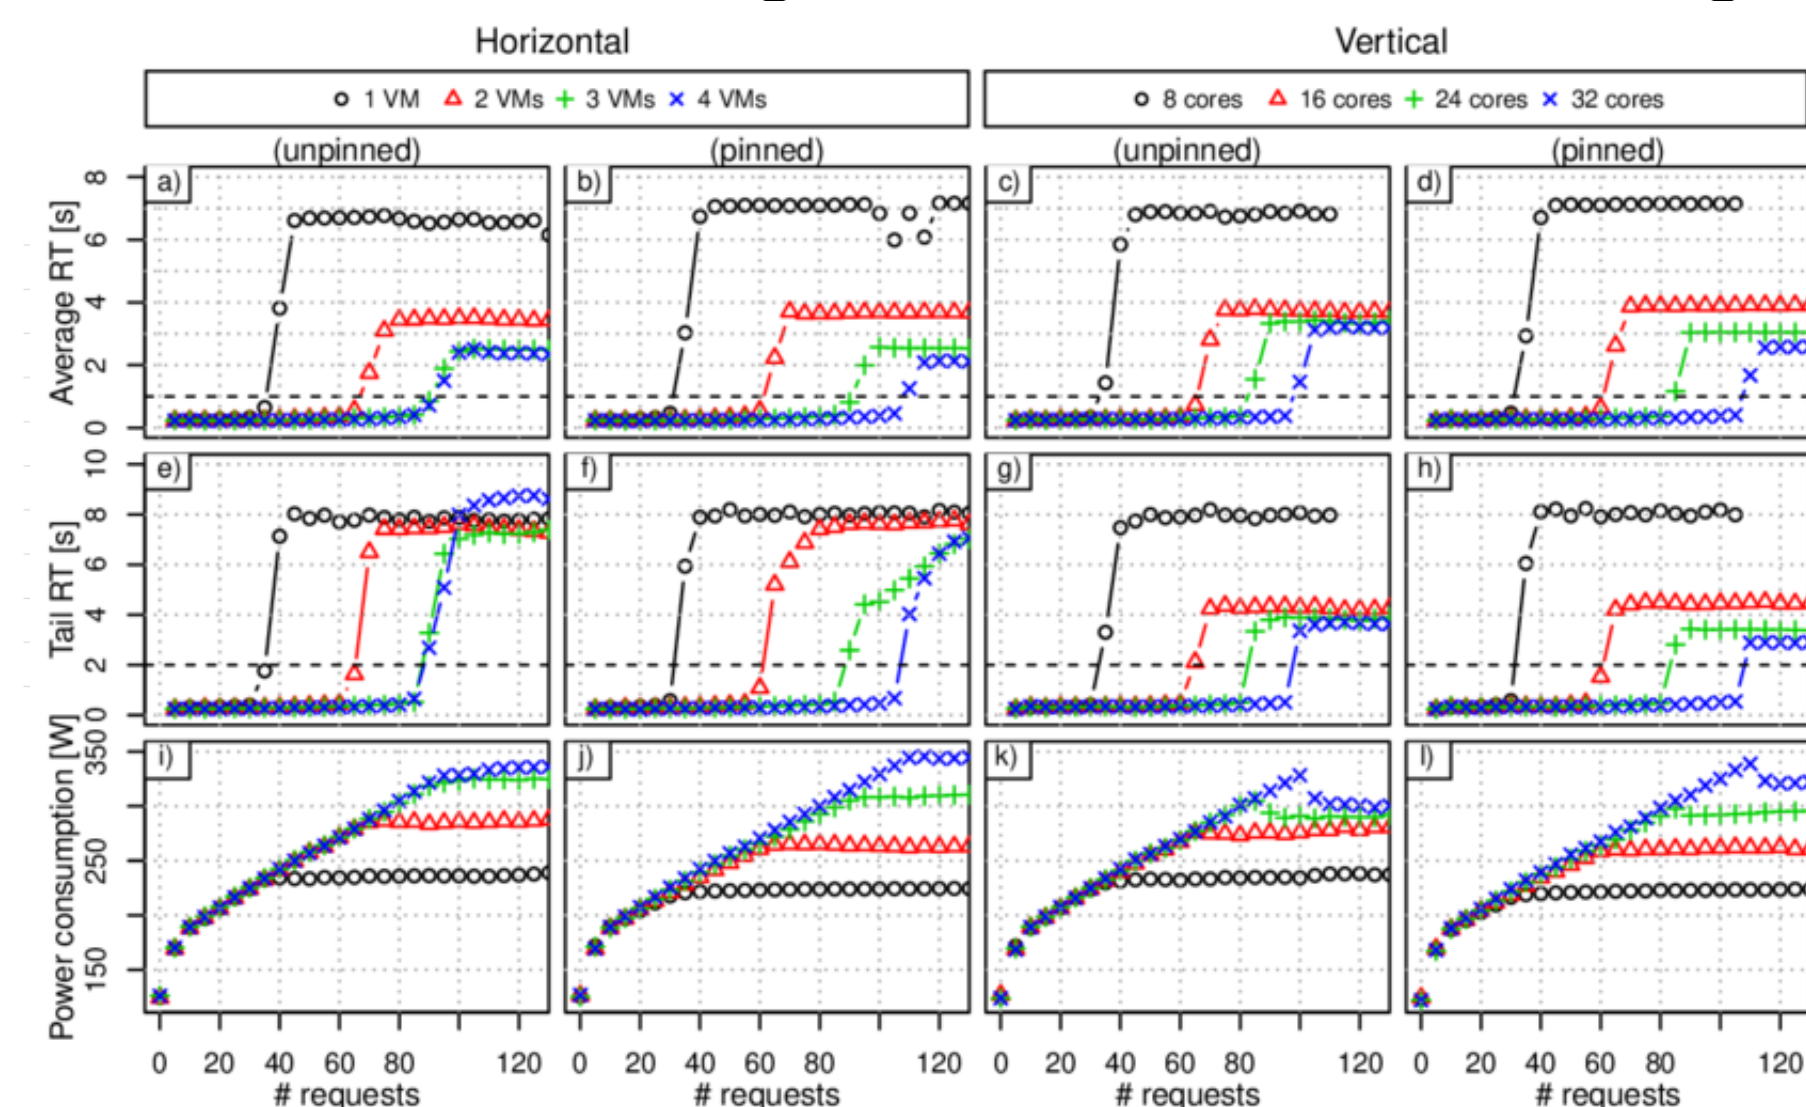 Horizontal Vertical
1 VM 2 VMs 3 VMs 4 VMs 8 cores 16 cores 24 cores 32 cores
(unpinned) (pinned) (unpinned) (pinned)
Average RT [s]
8 6 4 2 0
a) b) c) d)
Tail RT [s]
10 8 6 4 2 0
e) f) g) h)
Power consumption [W]
350 250 150
i) j) k) l)
0 20 40 60 80 120 0 20 40 60 80 120 0 20 40 60 80 120 0 20 40 60 80 120
# requests # requests # requests # requests